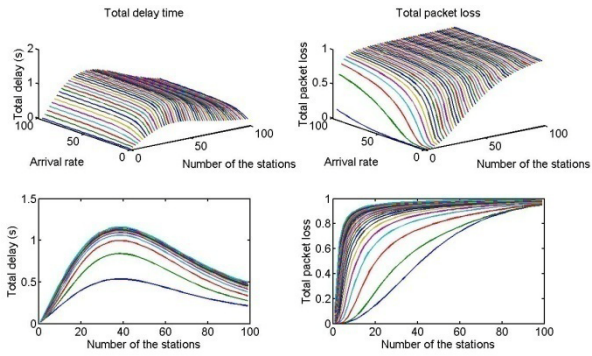 Total delay time
Total packet loss
Total delay (s)
2
1
0
100
50
0
Arrival rate
0
50
100
Number of the stations
Total packet loss
1
0.5
0
100
50
0
Arrival rate
0
50
100
Number of the stations
Total delay (s)
1.5
1
0.5
0
0 20 40 60 80 100
Number of the stations
Total packet loss
1
0.8
0.6
0.4
0.2
0
0 20 40 60 80 100
Number of the stations